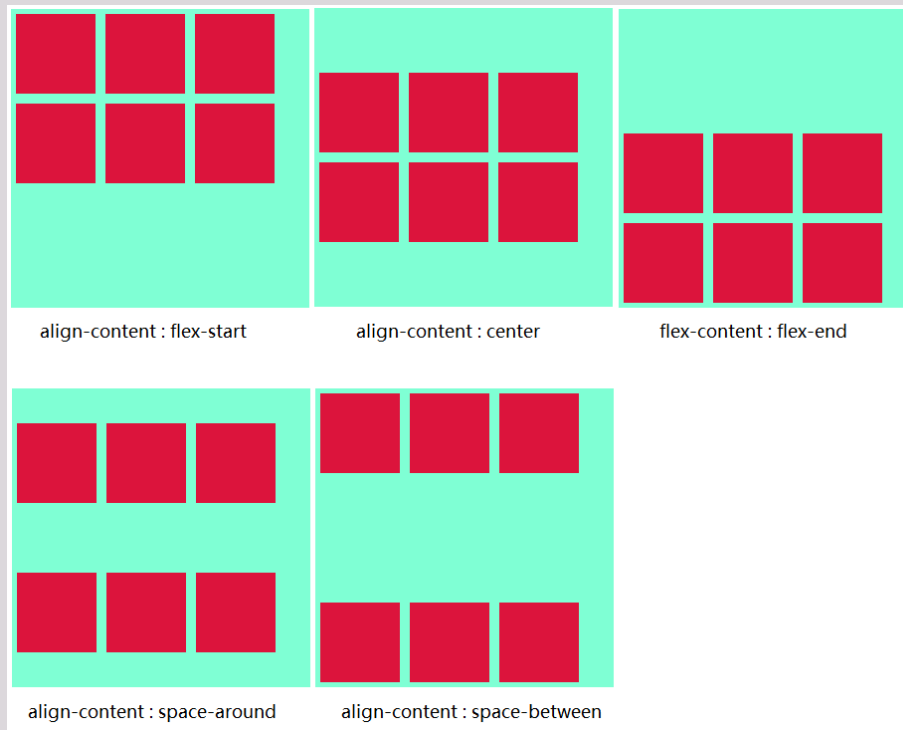 align-content : flex-start
align-content : center
flex-content : flex-end
align-content : space-around
align-content : space-between